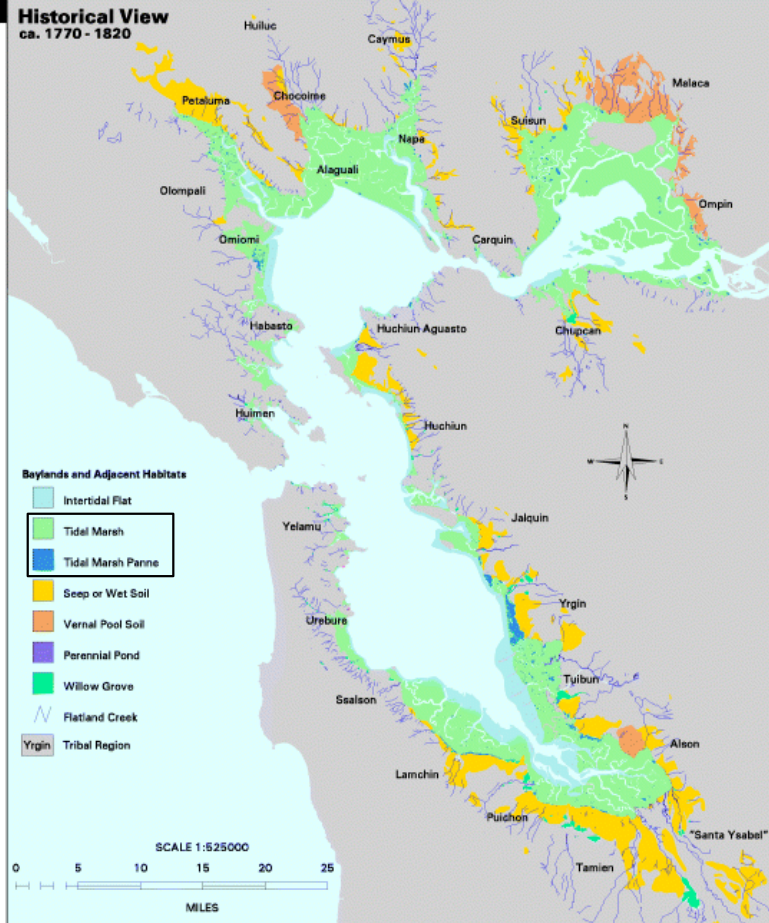 Historical View
ca. 1770 - 1820
Huiluc
Caymus
Petaluma
Chocoime
Malaca
Suisun
Napa
Alaguali
Olompali
Ompin
Omiomi
Carquin
Habasto
Huchiun Aguasto
Chupcan
Huimen
Huchiun
N
W
E
S
Baylands and Adjacent Habitats
Intertidal Flat
Tidal Marsh
Tidal Marsh Panne
Seep or Wet Soil
Vernal Pool Soil
Perennial Pond
Willow Grove
Flatland Creek
Yrgin Tribal Region
Yelamu
Jalquin
Yrgin
Urebure
Tuibun
Ssalson
Alson
Lamchin
Puichon
"Santa Ysabel"
Tamien
SCALE 1:525000
0 5 10 15 20 25
MILES